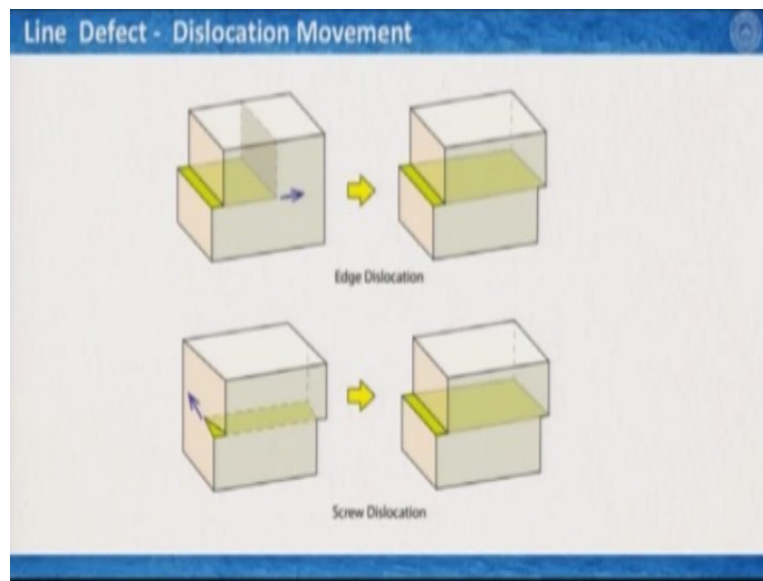 Line Defect - Dislocation Movement
Edge Dislocation
Screw Dislocation